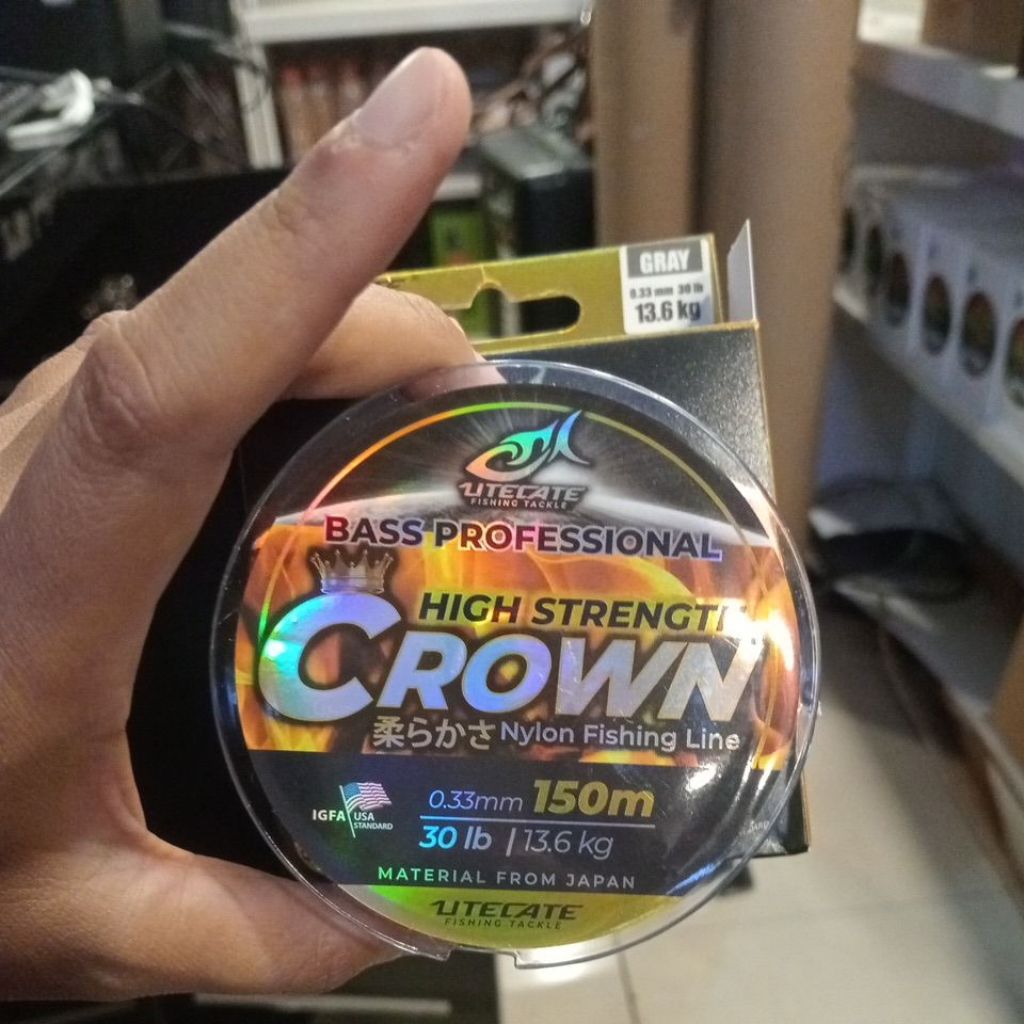 GRAY
0.33 mm 30 lb
13.6 kg
UTECATE
FISHING TACKLE
BASS PROFESSIONAL
HIGH STRENGTH
CROWN
柔らかさ Nylon Fishing Line
IGFA USA
STANDARD
0.33mm 150m
30 lb | 13.6 kg
MATERIAL FROM JAPAN
UTECATE
FISHING TACKLE